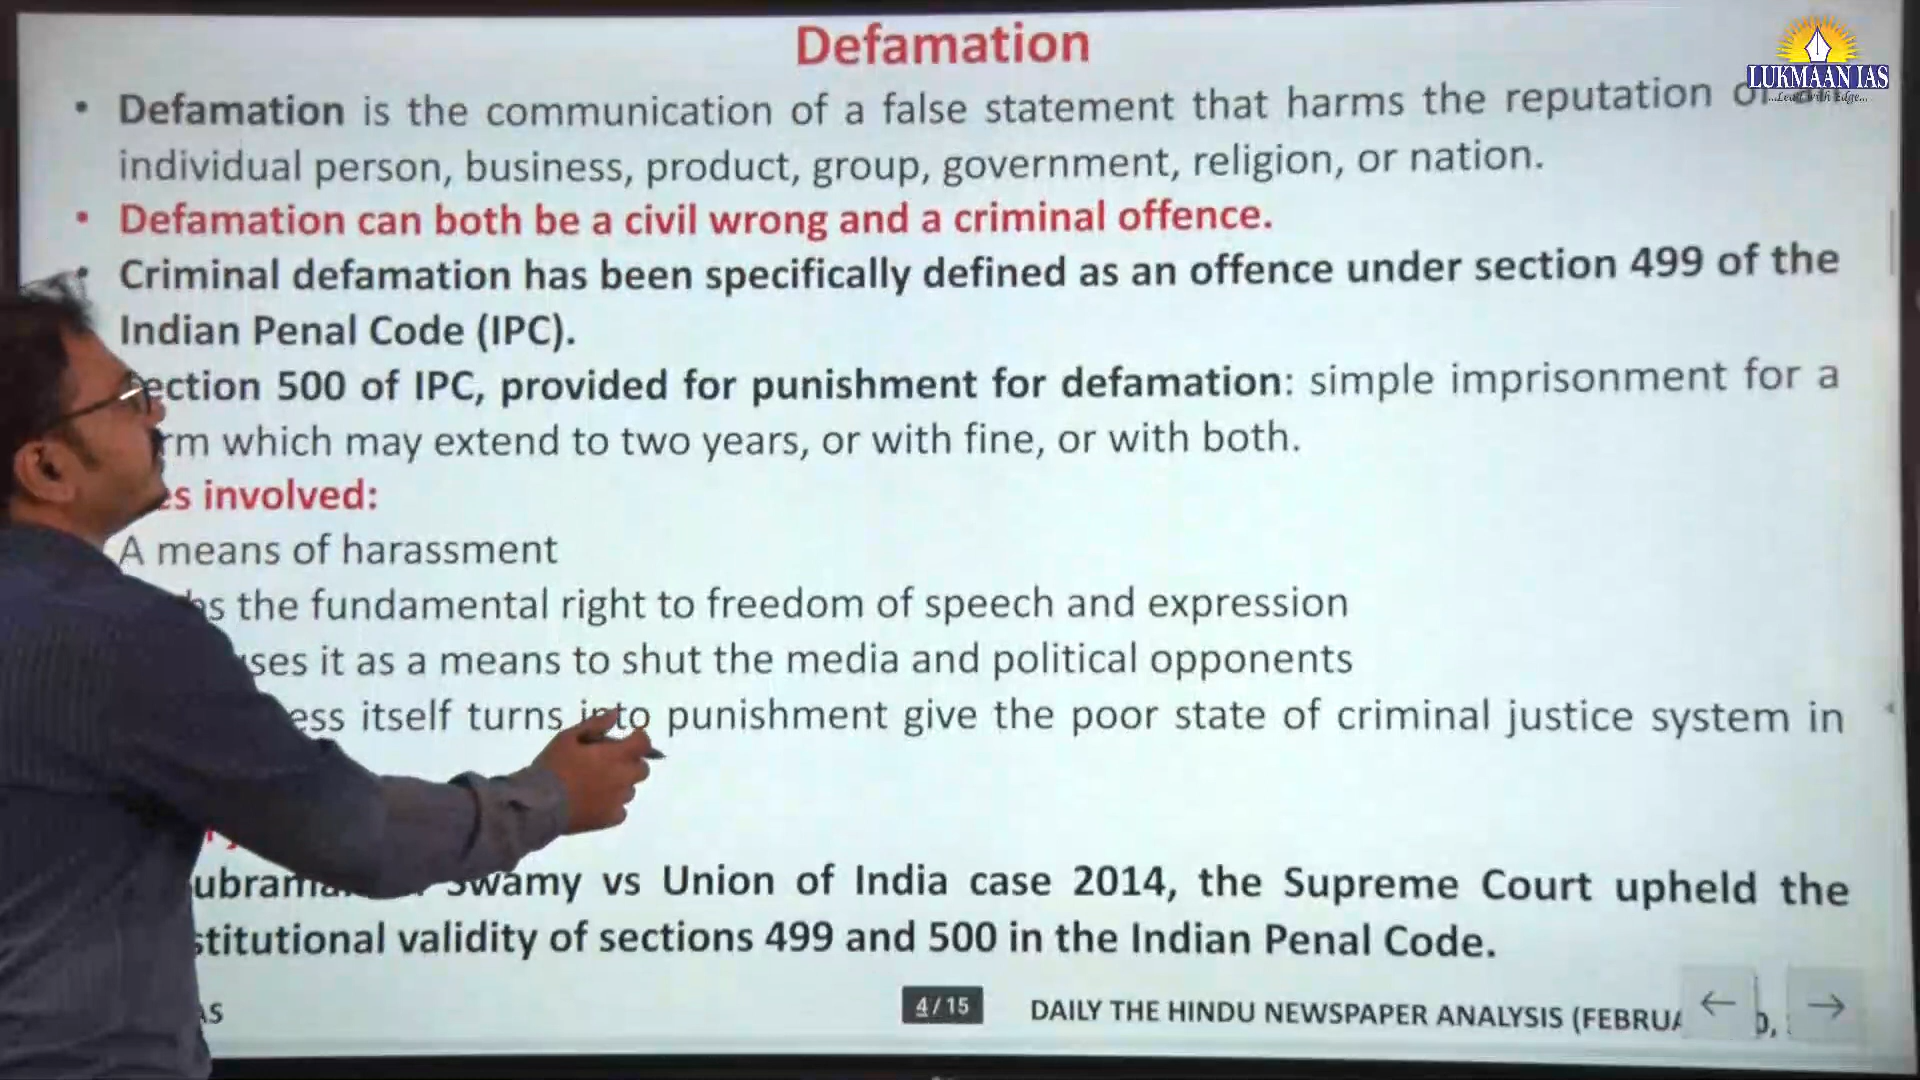 Defamation
LUKMAAN IAS
...Lead with Edge...
• Defamation is the communication of a false statement that harms the reputation
individual person, business, product, group, government, religion, or nation.
• Defamation can both be a civil wrong and a criminal offence.
• Criminal defamation has been specifically defined as an offence under section 499 of the
Indian Penal Code (IPC).
ection 500 of IPC, provided for punishment for defamation: simple imprisonment for a
rm which may extend to two years, or with fine, or with both.
es involved:
A means of harassment
the fundamental right to freedom of speech and expression
ses it as a means to shut the media and political opponents
ess itself turns into punishment give the poor state of criminal justice system in
Swamy vs Union of India case 2014, the Supreme Court upheld the
stitutional validity of sections 499 and 500 in the Indian Penal Code.
AS
4/15
DAILY THE HINDU NEWSPAPER ANALYSIS (FEBRU